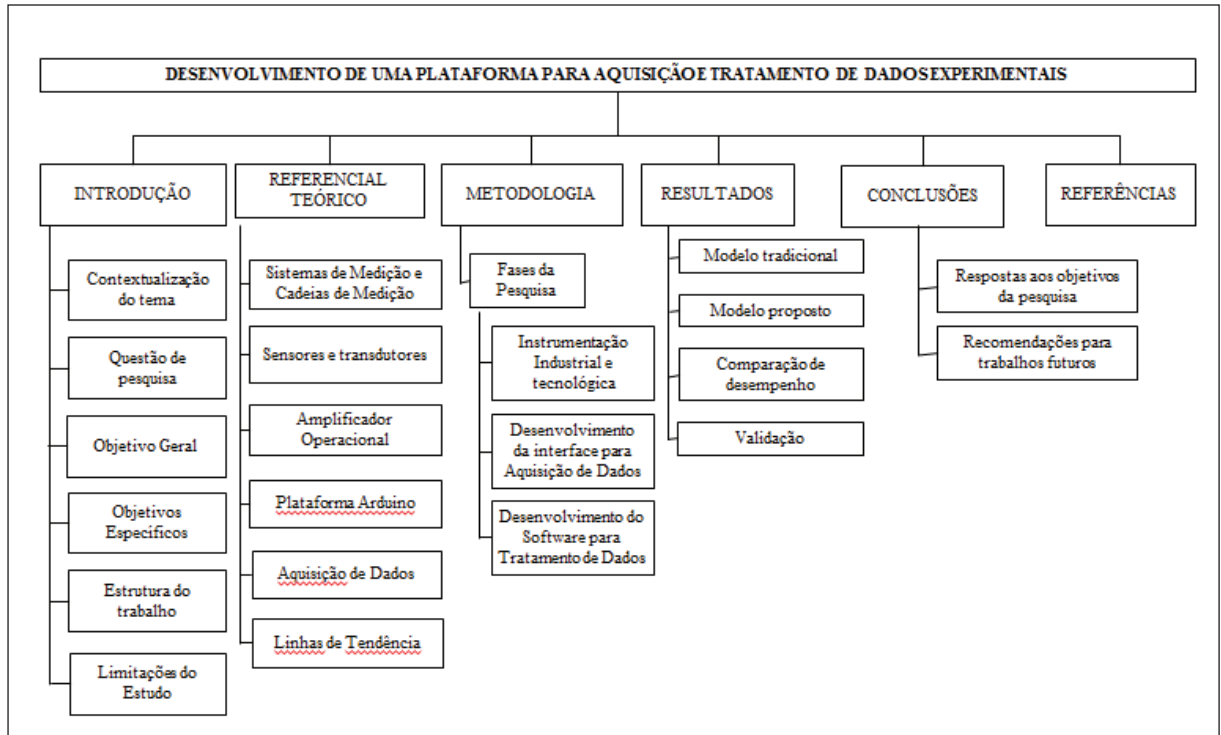 DESENVOLVIMENTO DE UMA PLATAFORMA PARA AQUISIÇÃO E TRATAMENTO DE DADOS EXPERIMENTAIS
INTRODUÇÃO
Contextualização
do tema
Questão de
pesquisa
Objetivo Geral
Objetivos
Específicos
Estrutura do
trabalho
Limitações do
Estudo
REFERENCIAL
TEÓRICO
Sistemas de Medição e
Cadeias de Medição
Sensores e transdutores
Amplificador
Operacional
Plataforma Arduino
Aquisição de Dados
Linhas de Tendência
METODOLOGIA
Fases da
Pesquisa
Instrumentação
Industrial e
tecnológica
Desenvolvimento
da interface para
Aquisição de Dados
Desenvolvimento do
Software para
Tratamento de Dados
RESULTADOS
Modelo tradicional
Modelo proposto
Comparação de
desempenho
Validação
CONCLUSÕES
Respostas aos objetivos
da pesquisa
Recomendações para
trabalhos futuros
REFERÊNCIAS